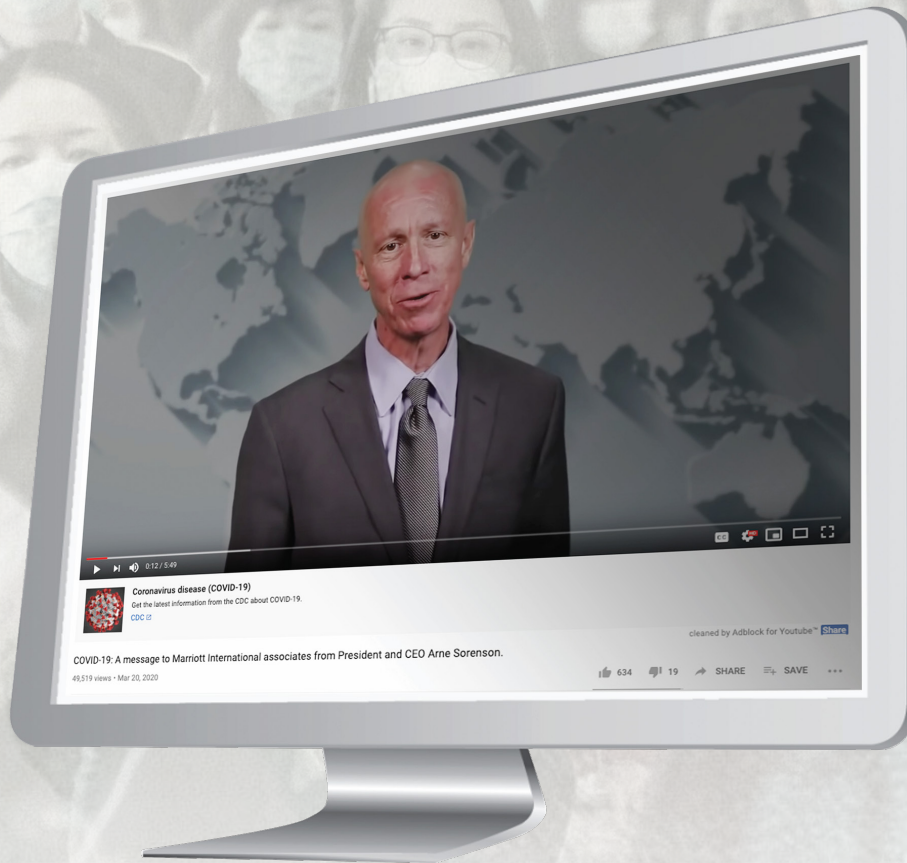 CC
HD
0:12 / 5:49
Coronavirus disease (COVID-19)
Get the latest information from the CDC about COVID-19.
CDC
cleaned by Adblock for Youtube™ Share
COVID-19: A message to Marriott International associates from President and CEO Arne Sorenson.
49,519 views • Mar 20, 2020
634 19 SHARE SAVE